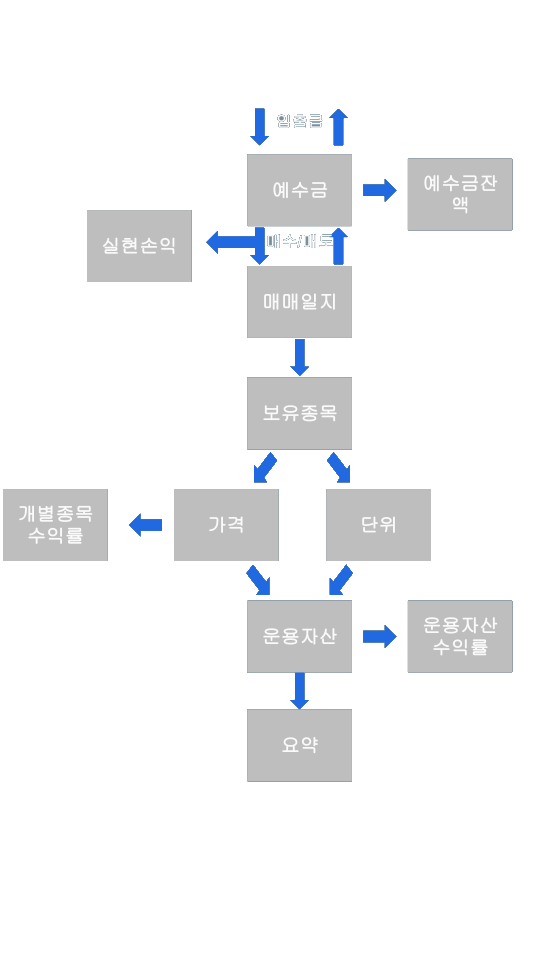 입출금
예수금
예수금잔
액
실현손익
매수/매도
매매일지
보유종목
개별종목
수익률
가격
단위
운용자산
운용자산
수익률
요약